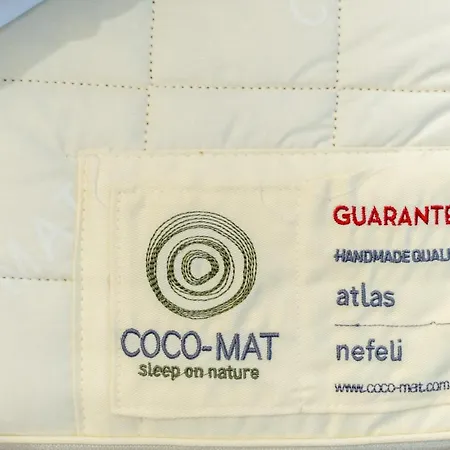 COCO-MAT
sleep on nature
GUARANTE
HANDMADE QUALI
atlas
nefeli
www.coco-mat.com